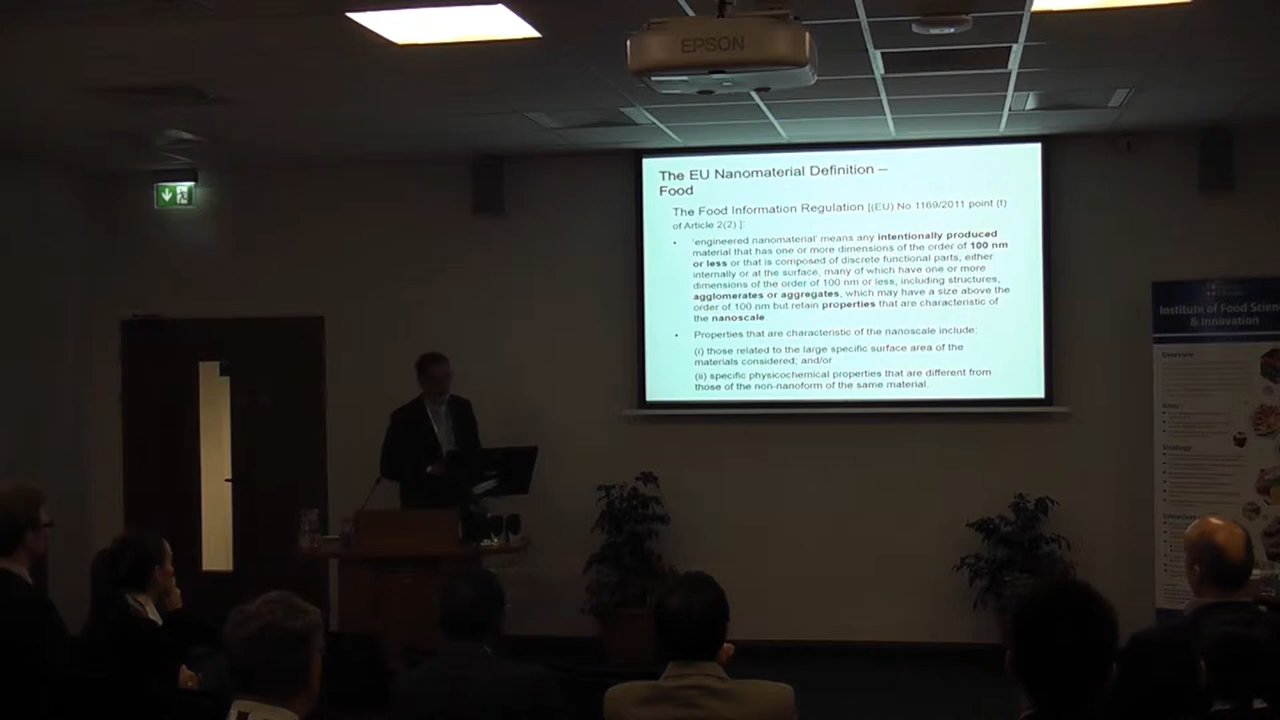 EPSON
The EU Nanomaterial Definition –
Food
The Food Information Regulation [(EU) No 1169/2011 point (f)
of Article 2(2) ]:
• 'engineered nanomaterial' means any intentionally produced
material that has one or more dimensions of the order of 100 nm
or less or that is composed of discrete functional parts, either
internally or at the surface, many of which have one or more
dimensions of the order of 100 nm or less, including structures,
agglomerates or aggregates, which may have a size above the
order of 100 nm but retain properties that are characteristic of
the nanoscale.
• Properties that are characteristic of the nanoscale include:
(i) those related to the large specific surface area of the
materials considered; and/or
(ii) specific physicochemical properties that are different from
those of the non-nanoform of the same material.
Institute of Food Scien
& Innovation
Overview